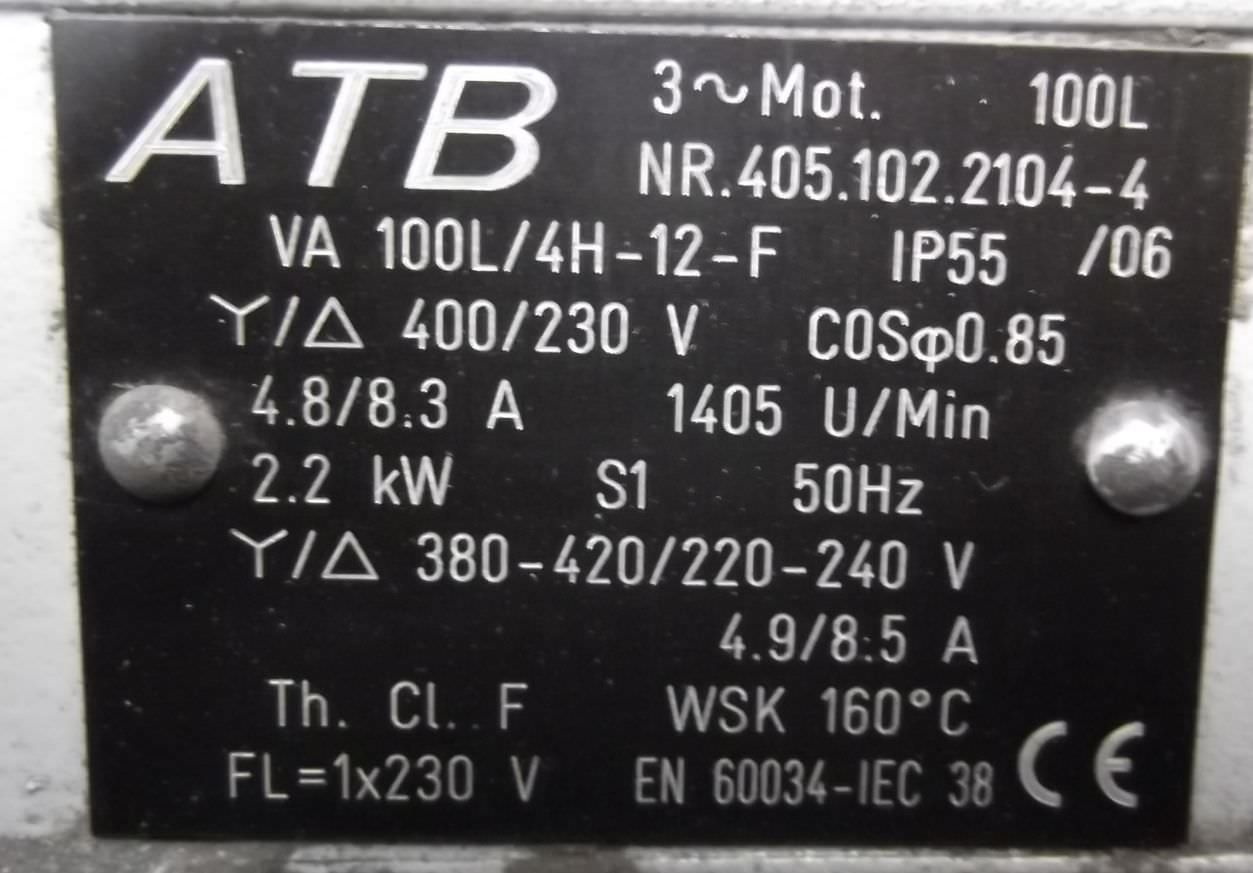 ATB 3~Mot. 100L
NR.405.102.2104-4
VA 100L/4H-12-F IP55 /06
Y/Δ 400/230 V COSφ0.85
4.8/8.3 A 1405 U/Min
2.2 kW S1 50Hz
Y/Δ 380-420/220-240 V
4.9/8.5 A
Th. Cl. F WSK 160°C
FL=1x230 V EN 60034-IEC 38 CE